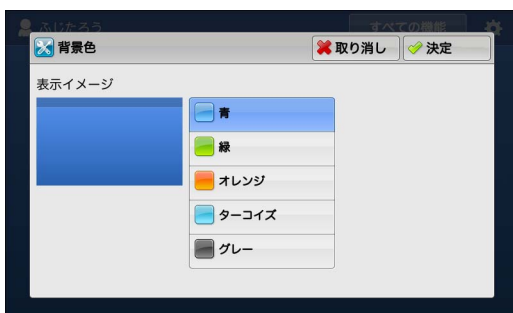 ふじたろう
すべての機能
背景色
取り消し
決定
表示イメージ
青
緑
オレンジ
ターコイズ
グレー